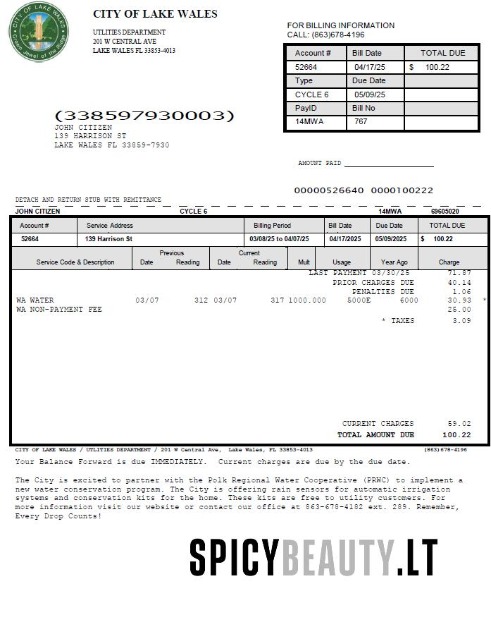 CITY OF LAKE WALES
UTILITIES DEPARTMENT
201 W CENTRAL AVE
LAKE WALES FL 33853-4013
FOR BILLING INFORMATION
CALL: (863)678-4196
Account # Bill Date TOTAL DUE
52664 04/17/25 $ 100.22
Type Due Date
CYCLE 6 05/09/25
PayID Bill No
14MWA 767
(338597930003)
JOHN CITIZEN
139 HARRISON ST
LAKE WALES FL 33859-7930
AMOUNT PAID
00000526640 0000100222
DETACH AND RETURN STUB WITH REMITTANCE
JOHN CITIZEN CYCLE 6 14MWA 69605020
Account # Service Address Billing Period Bill Date Due Date TOTAL DUE
52664 139 Harrison St 03/08/25 to 04/07/25 04/17/2025 05/09/2025 $ 100.22
Previous Current
Service Code & Description Date Reading Date Reading Mult Usage Year Ago Charge
LAST PAYMENT 03/30/25 71.87
PRIOR CHARGES DUE 40.14
PENALTIES DUE 1.06
WA WATER 03/07 312 03/07 317 1000.000 5000E 6000 30.93 *
WA NON-PAYMENT FEE 25.00
* TAXES 3.09
CURRENT CHARGES 59.02
TOTAL AMOUNT DUE 100.22
CITY OF LAKE WALES / UTLITIES DEPARTMENT / 201 W Central Ave, Lake Wales, FL 33853-4013 (863)678-4196
Your Balance Forward is due IMMEDIATELY. Current charges are due by the due date.
The City is excited to partner with the Polk Regional Water Cooperative (PRWC) to implement a
new water conservation program. The City is offering rain sensors for automatic irrigation
systems and conservation kits for the home. These kits are free to utility customers. For
more information visit our website or contact our office at 863-678-4182 ext. 289. Remember,
Every Drop Counts!
SPICYBEAUTY.LT